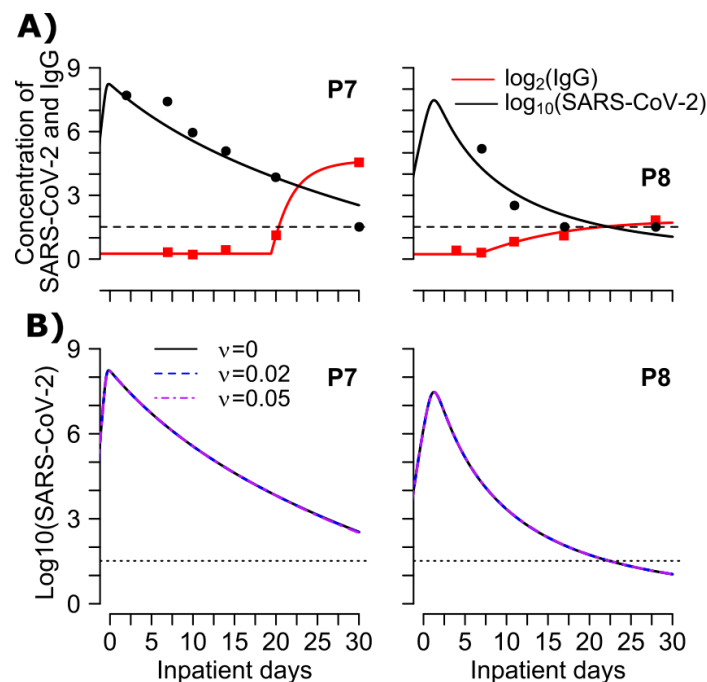 A)
Concentration of
SARS-CoV-2 and IgG
9
6
3
0
P7
log2(IgG)
log10(SARS-CoV-2)
P8
B)
Log10(SARS-CoV-2)
9
6
3
0
ν=0
ν=0.02
ν=0.05
P7
P8
0 5 10 15 20 25 30
0 5 10 15 20 25 30
Inpatient days
Inpatient days